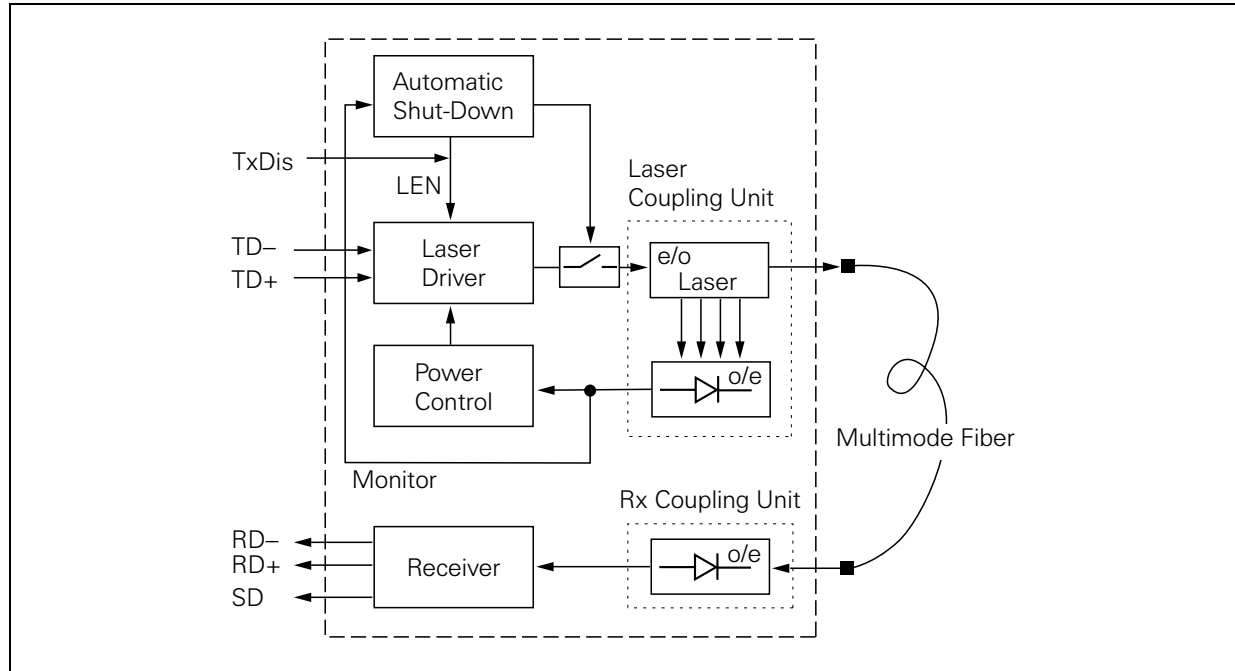 Automatic
Shut-Down
TxDis
LEN
Laser
Coupling Unit
TD–
TD+
Laser
Driver
e/o
Laser
Power
Control
o/e
Multimode Fiber
Monitor
Rx Coupling Unit
RD–
RD+
SD
Receiver
o/e